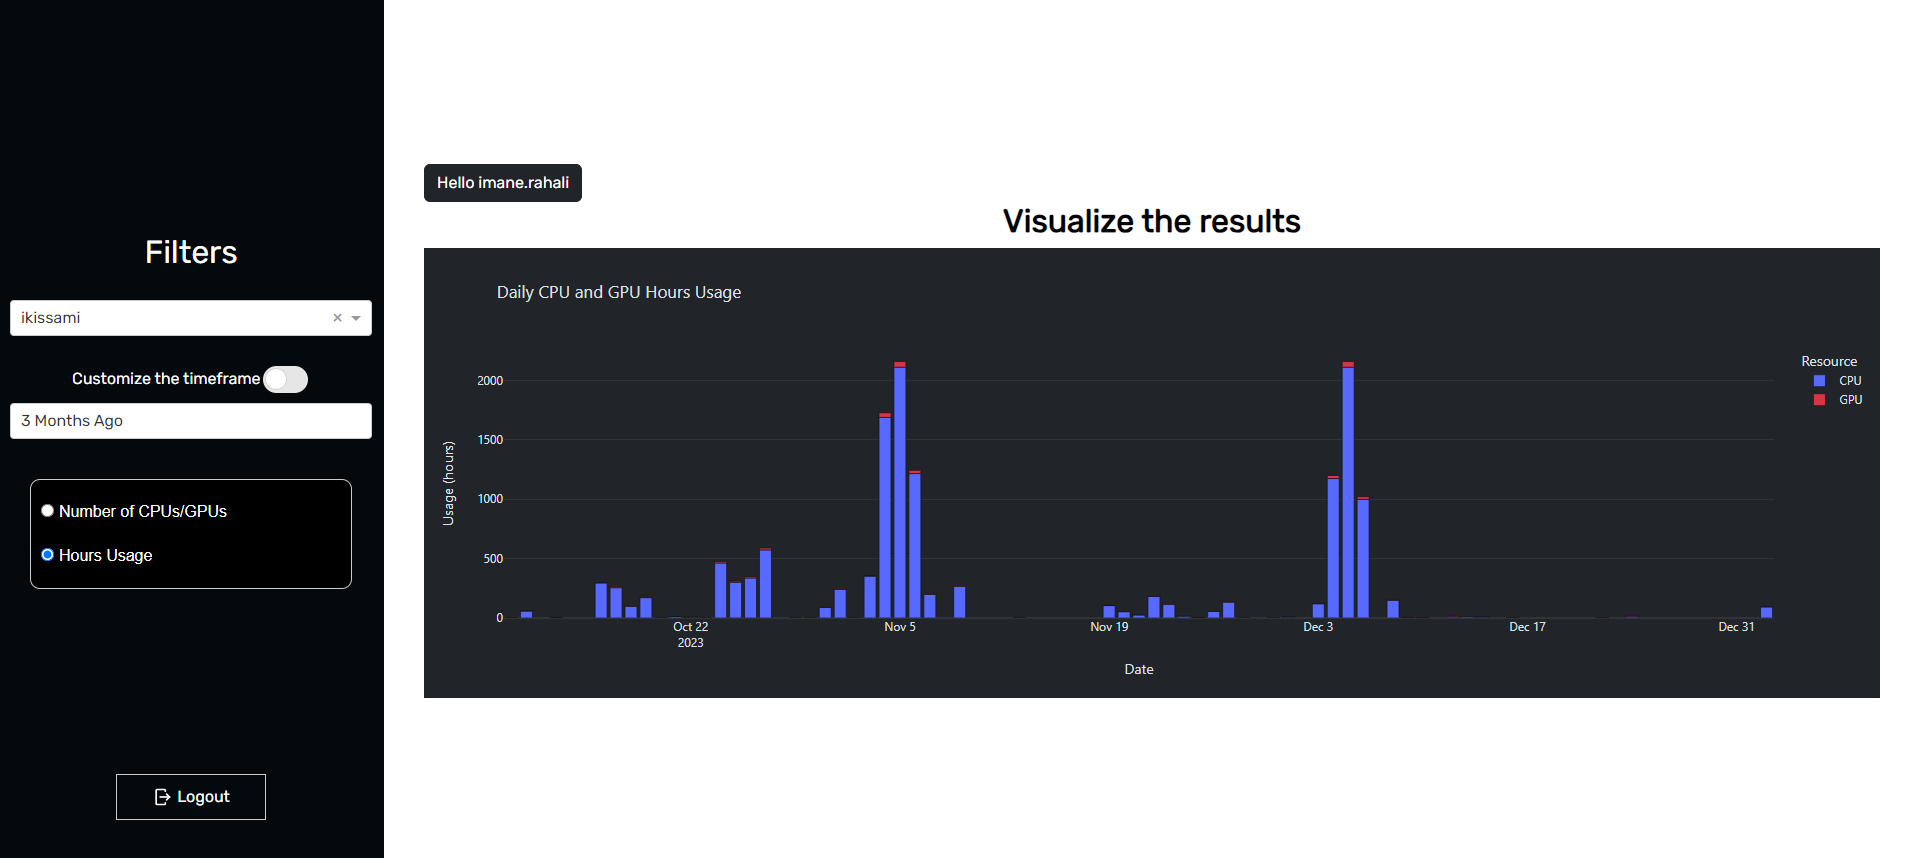 Filters
ikissami
Customize the timeframe
3 Months Ago
Number of CPUs/GPUs
Hours Usage
Logout
Hello imane.rahali
Visualize the results
Daily CPU and GPU Hours Usage
Usage (hours)
2000
1500
1000
500
0
Oct 22
2023
Nov 5
Nov 19
Dec 3
Dec 17
Dec 31
Date
Resource
CPU
GPU